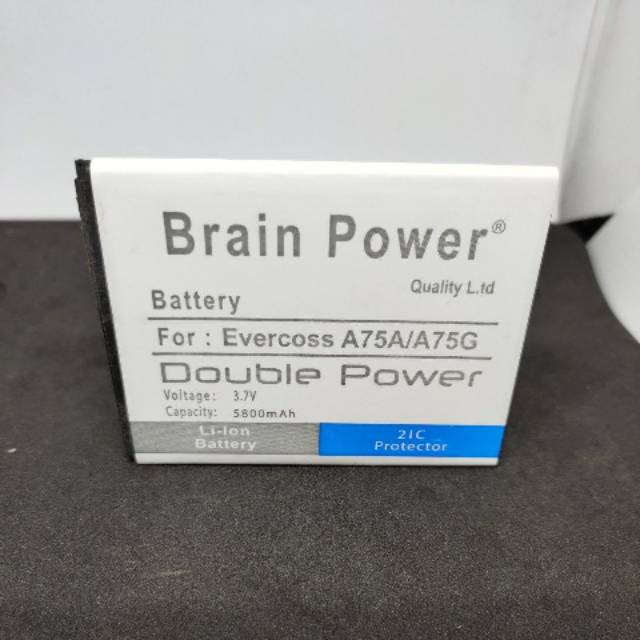 Brain Power®
Quality L.td
Battery
For : Evercoss A75A/A75G
Double Power
Voltage: 3.7V
Capacity: 5800mAh
Li-Ion
Battery
2IC
Protector